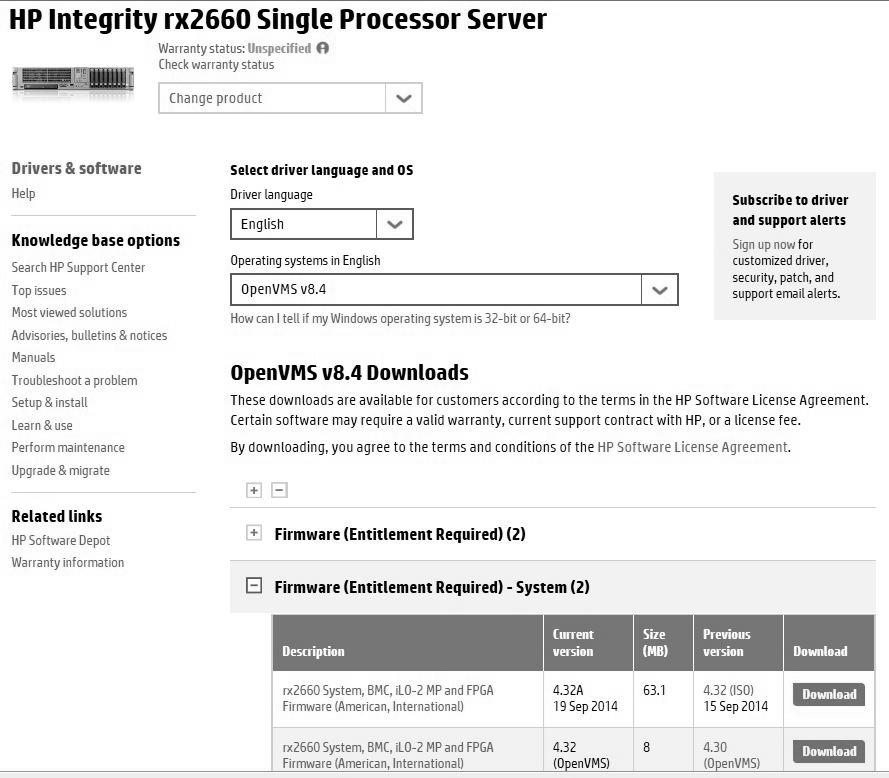 HP Integrity rx2660 Single Processor Server
Warranty status: Unspecified
Check warranty status
Change product
Drivers & software
Help
Knowledge base options
Search HP Support Center
Top issues
Most viewed solutions
Advisories, bulletins & notices
Manuals
Troubleshoot a problem
Setup & install
Learn & use
Perform maintenance
Upgrade & migrate
Related links
HP Software Depot
Warranty information
Select driver language and OS
Driver language
English
Operating systems in English
OpenVMS v8.4
How can I tell if my Windows operating system is 32-bit or 64-bit?
Subscribe to driver
and support alerts
Sign up now for
customized driver,
security, patch, and
support email alerts.
OpenVMS v8.4 Downloads
These downloads are available for customers according to the terms in the HP Software License Agreement.
Certain software may require a valid warranty, current support contract with HP, or a license fee.
By downloading, you agree to the terms and conditions of the HP Software License Agreement.
+ −
+ Firmware (Entitlement Required) (2)
− Firmware (Entitlement Required) - System (2)
Description
Current
version
Size
(MB)
Previous
version
Download
rx2660 System, BMC, iLO-2 MP and FPGA
Firmware (American, International)
4.32A
19 Sep 2014
63.1
4.32 (ISO)
15 Sep 2014
Download
rx2660 System, BMC, iLO-2 MP and FPGA
Firmware (American, International)
4.32
(OpenVMS)
8
4.30
(OpenVMS)
Download